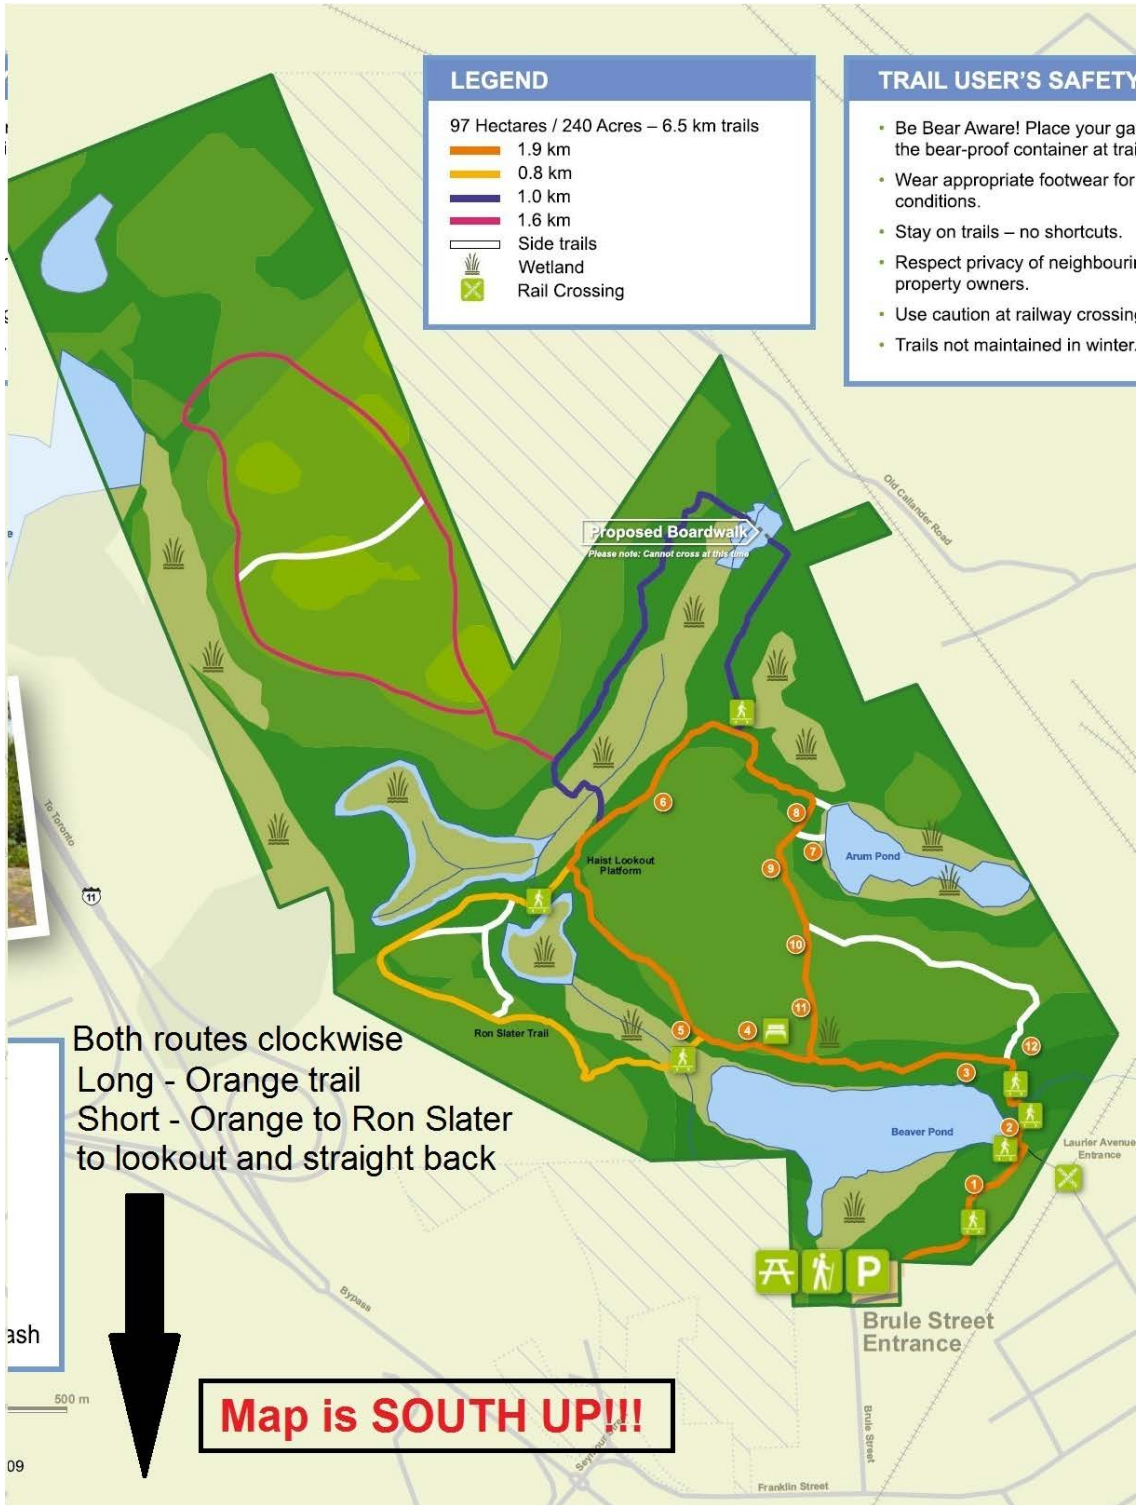 LEGEND
97 Hectares / 240 Acres – 6.5 km trails
1.9 km
0.8 km
1.0 km
1.6 km
Side trails
Wetland
Rail Crossing
TRAIL USER'S SAFETY
• Be Bear Aware! Place your ga
the bear-proof container at trai
• Wear appropriate footwear for
conditions.
• Stay on trails – no shortcuts.
• Respect privacy of neighbouri
property owners.
• Use caution at railway crossing
• Trails not maintained in winter.
Old Callander Road
Proposed Boardwalk
Please note: Cannot cross at this time
6
8
7
9
Arum Pond
Haist Lookout
Platform
To Toronto
11
10
11
Ron Slater Trail
5
4
12
3
2
1
Beaver Pond
Laurier Avenue
Entrance
Both routes clockwise
Long - Orange trail
Short - Orange to Ron Slater
to lookout and straight back
P
Brule Street
Entrance
Bypass
ash
500 m
Map is SOUTH UP!!!
Brule Street
Franklin Street
09